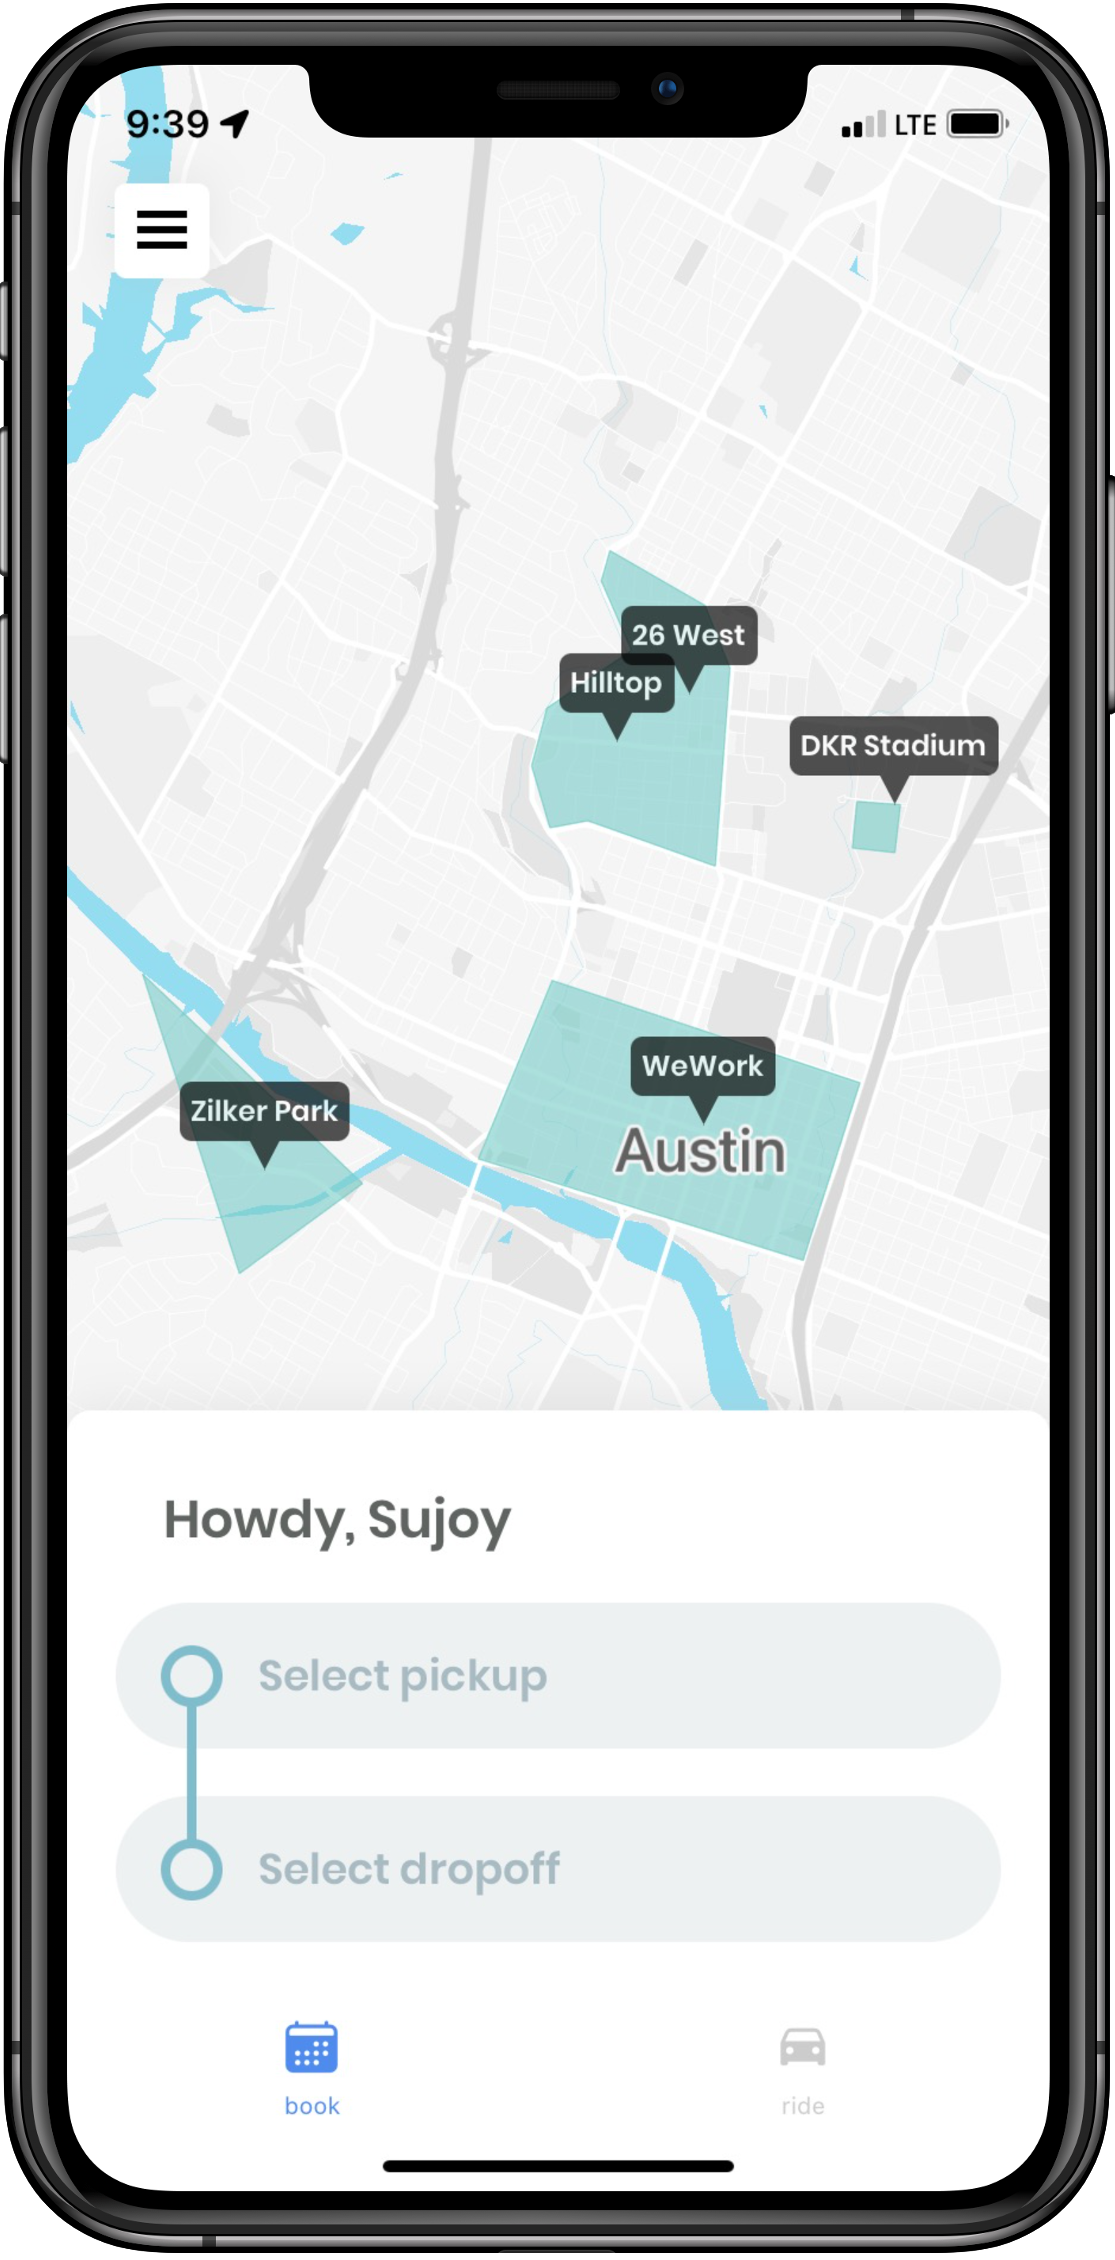 9:39
LTE
26 West
Hilltop
DKR Stadium
WeWork
Zilker Park
Austin
Howdy, Sujoy
Select pickup
Select dropoff
book
ride